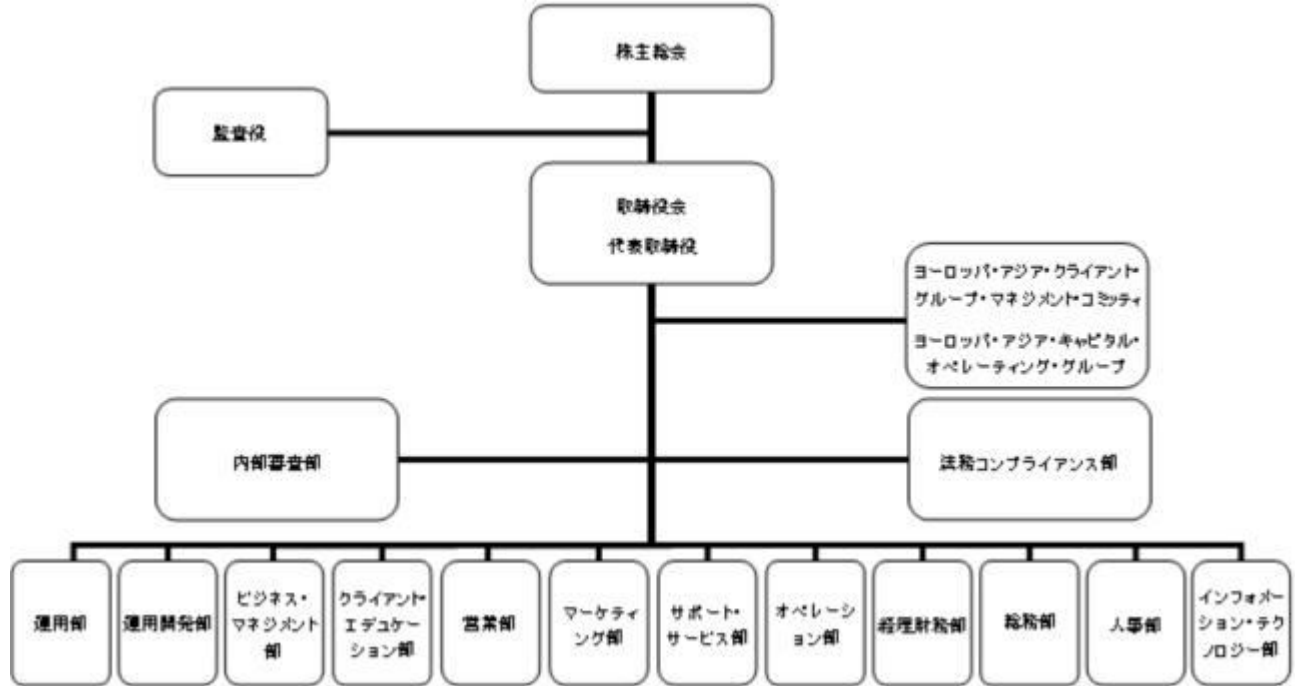 株主総会
監査役
取締役会
代表取締役
ヨーロッパ・アジア・クライアント・
グループ・マネジメント・コミッティ
ヨーロッパ・アジア・キャピタル・
オペレーティング・グループ
内部審査部
法務コンプライアンス部
運用部
運用開発部
ビジネス・
マネジメント
部
クライアント・
エデュケー
ション部
営業部
マーケティ
ング部
サポート・
サービス部
オペレーシ
ョン部
経理財務部
総務部
人事部
インフォメー
ション・テク
ノロジー部